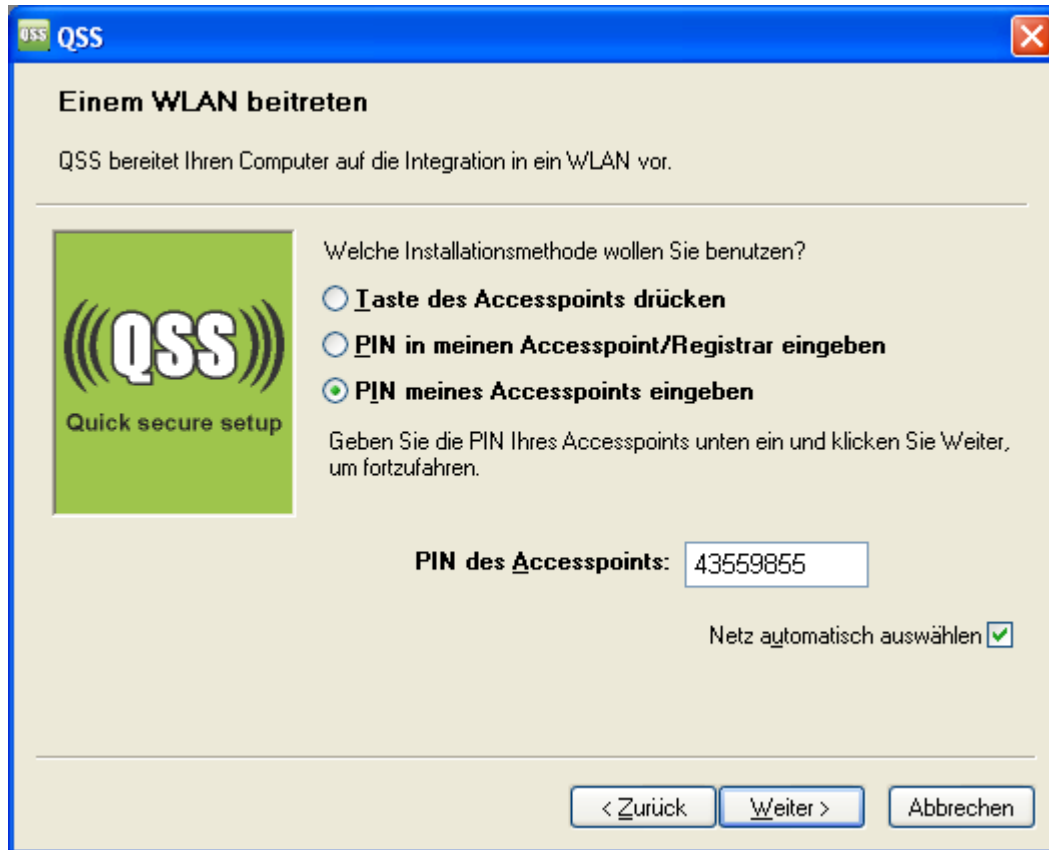 QSS QSS
Einem WLAN beitreten
QSS bereitet Ihren Computer auf die Integration in ein WLAN vor.
Welche Installationsmethode wollen Sie benutzen?
Taste des Accesspoints drücken
PIN in meinen Accesspoint/Registrar eingeben
PIN meines Accesspoints eingeben
(((QSS)))
Quick secure setup
Geben Sie die PIN Ihres Accesspoints unten ein und klicken Sie Weiter,
um fortzufahren.
PIN des Accesspoints: 43559855
Netz automatisch auswählen
< Zurück Weiter > Abbrechen